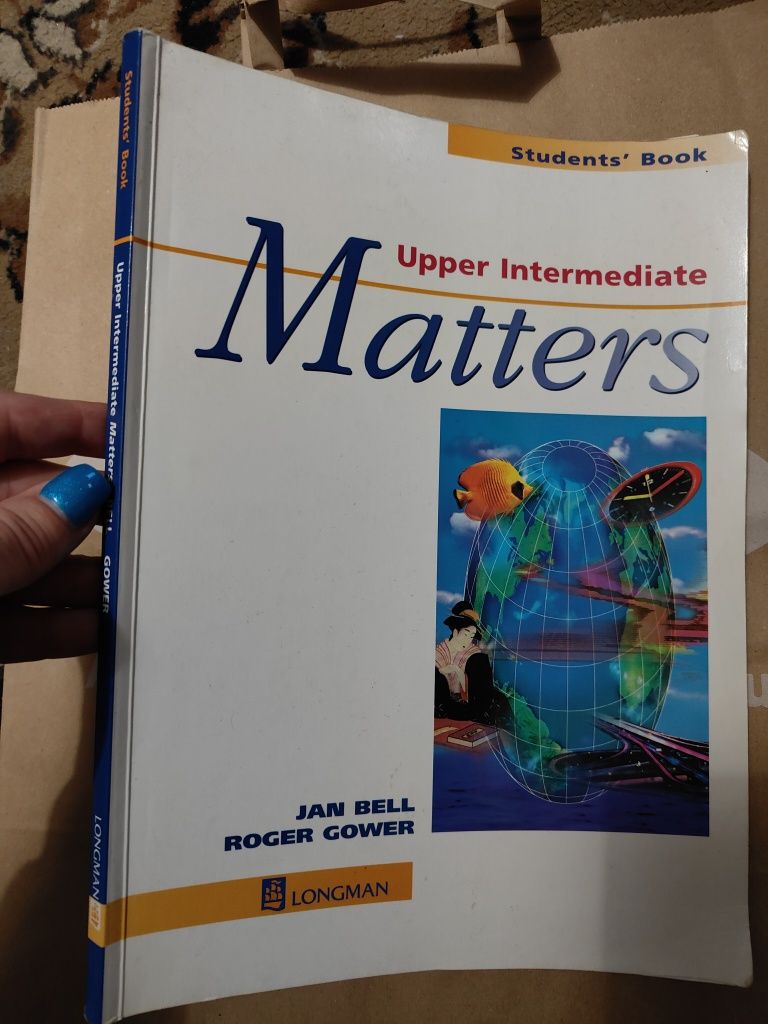 Students' Book
Upper Intermediate
Matters
JAN BELL
ROGER GOWER
LONGMAN
Students' Book
Upper Intermediate Matters
GOWER
LONGMAN